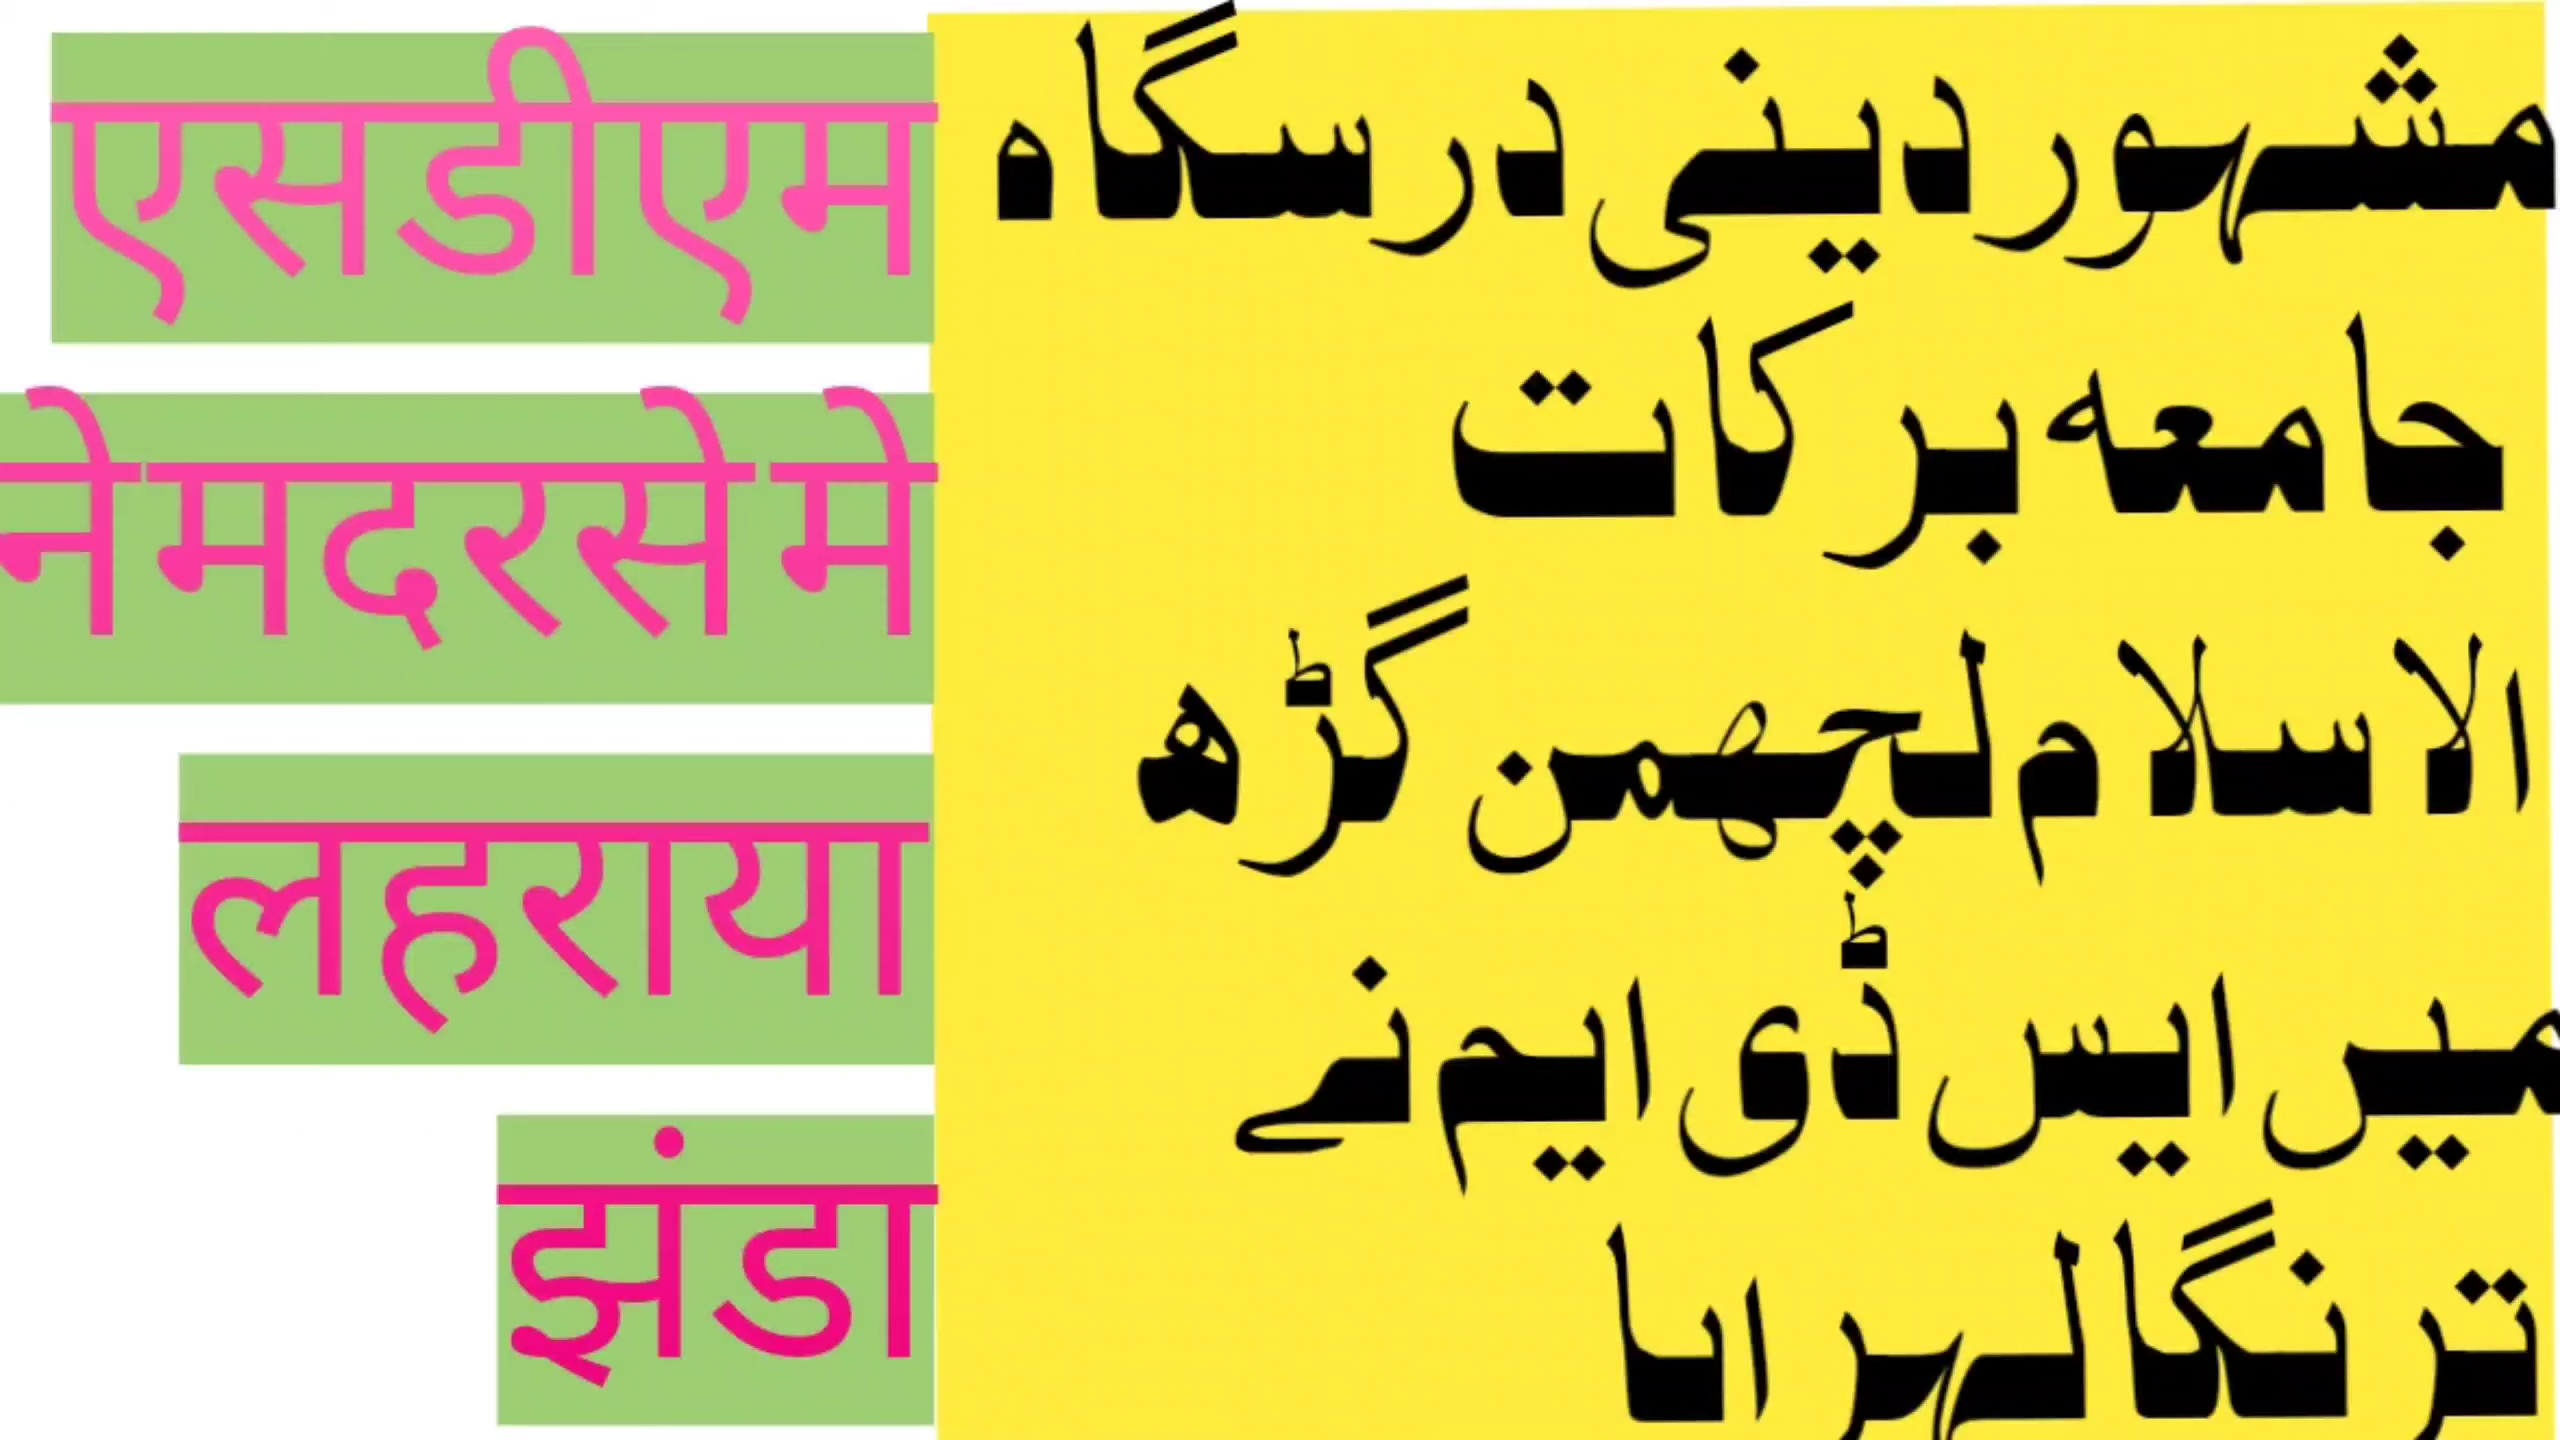 एसडीएम
ने मदरसे मे
लहराया
झंडा
مشہور دینی درسگاہ
جامعہ برکات
الاسلام لچھمن گڑھ
میں ایس ڈی ایم نے
ترنگا لہرایا